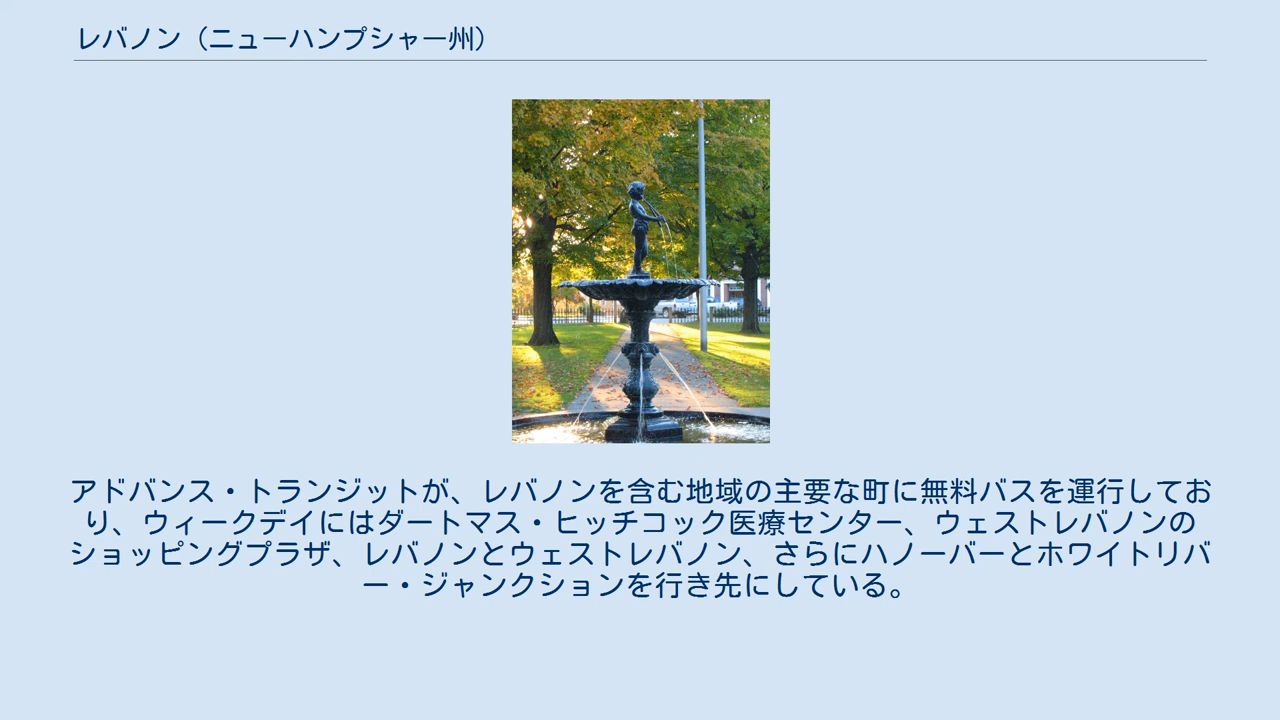 レバノン（ニューハンプシャー州）
アドバンス・トランジットが、レバノンを含む地域の主要な町に無料バスを運行してお
り、ウィークデイにはダートマス・ヒッチコック医療センター、ウェストレバノンの
ショッピングプラザ、レバノンとウェストレバノン、さらにハノーバーとホワイトリバ
ー・ジャンクションを行き先にしている。